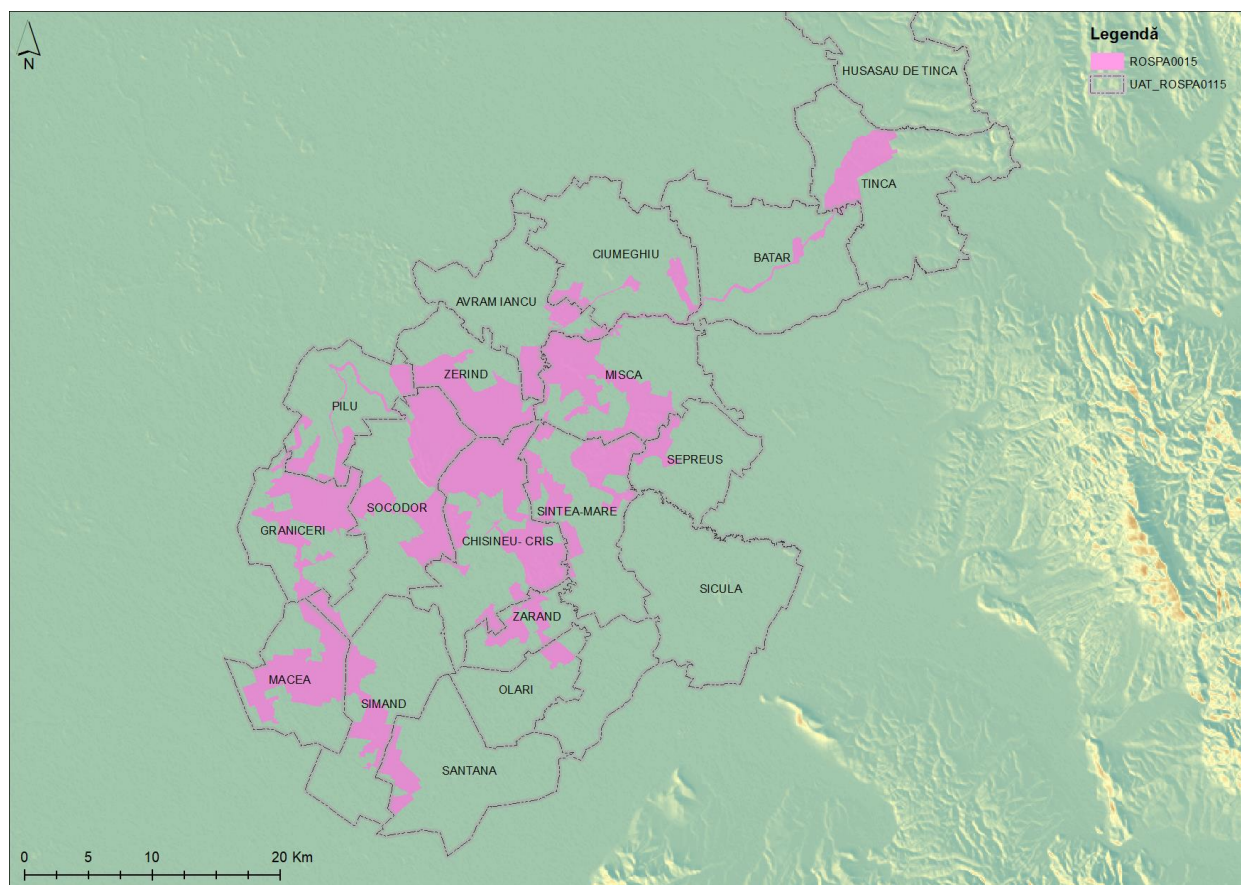 N
Legendă
ROSPA0015
UAT_ROSPA0115
HUSASAU DE TINCA
TINCA
CIUMEGHIU
BATAR
AVRAM IANCU
ZERIND
MISCA
PILU
SEPREUS
SOCODOR
SINTEA-MARE
GRANICERI
CHISINEU- CRIS
SICULA
ZARAND
MACEA
OLARI
SIMAND
SANTANA
0 5 10 20 Km